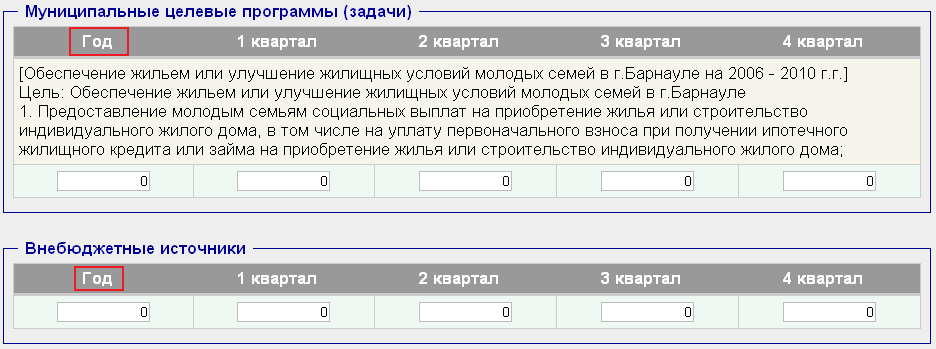 Муниципальные целевые программы (задачи)
Год 1 квартал 2 квартал 3 квартал 4 квартал
[Обеспечение жильем или улучшение жилищных условий молодых семей в г.Барнауле на 2006 - 2010 г.г.]
Цель: Обеспечение жильем или улучшение жилищных условий молодых семей в г.Барнауле
1. Предоставление молодым семьям социальных выплат на приобретение жилья или строительство
индивидуального жилого дома, в том числе на уплату первоначального взноса при получении ипотечного
жилищного кредита или займа на приобретение жилья или строительство индивидуального жилого дома;
0 0 0 0 0
Внебюджетные источники
Год 1 квартал 2 квартал 3 квартал 4 квартал
0 0 0 0 0